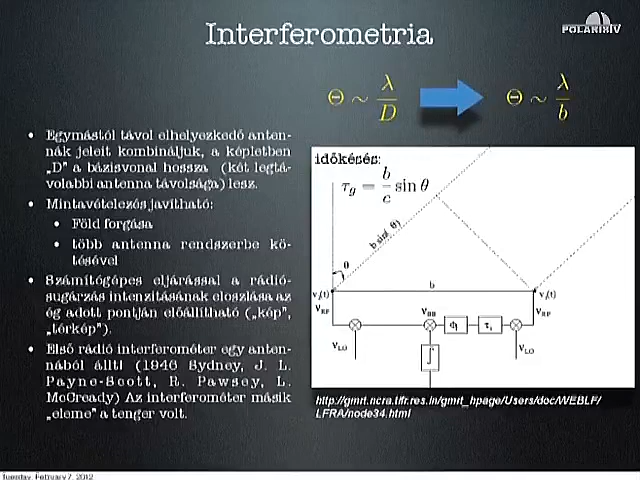 Interferometria
POLARIXIV
Θ ~ λ/D
Θ ~ λ/b
• Egymástól távol elhelyezkedő anten-
nák jeleit kombináljuk, a képletben
„D” a bázisvonal hossza (két legtá-
volabbi antenna távolsága) lesz.
• Mintavételezés javítható:
• Föld forgása
• több antenna rendszerbe kö-
tésével
• Számítógépes eljárással a rádió-
sugárzás intenzitásának eloszlása az
ég adott pontján előállítható („kép”,
„térkép”).
• Első rádió interferométer egy anten-
nából állt! (1946 Sydney, J. L.
Payne-Scott, R. Pawsey, L.
McCready) Az interferométer másik
„eleme” a tenger volt.
időkésés:
τg = b/c sin θ
b sin(θ)
θ
b
v₁(t)
vⱼ(t)
νRF
νBB
νRF
νLO
Φf
τi
νLO
∫
http://gmrt.ncra.tifr.res.in/gmrt_hpage/Users/doc/WEBLF/
LFRA/node34.html
Tuesday, February 7, 2012